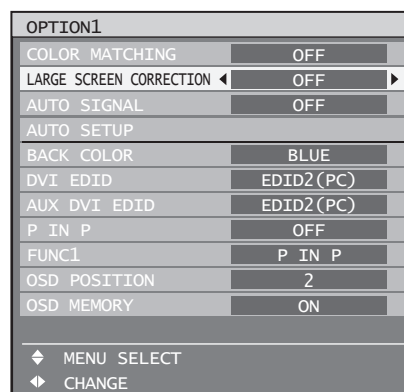 OPTION1
COLOR MATCHING OFF
LARGE SCREEN CORRECTION OFF
AUTO SIGNAL OFF
AUTO SETUP
BACK COLOR BLUE
DVI EDID EDID2(PC)
AUX DVI EDID EDID2(PC)
P IN P OFF
FUNC1 P IN P
OSD POSITION 2
OSD MEMORY ON
MENU SELECT
CHANGE